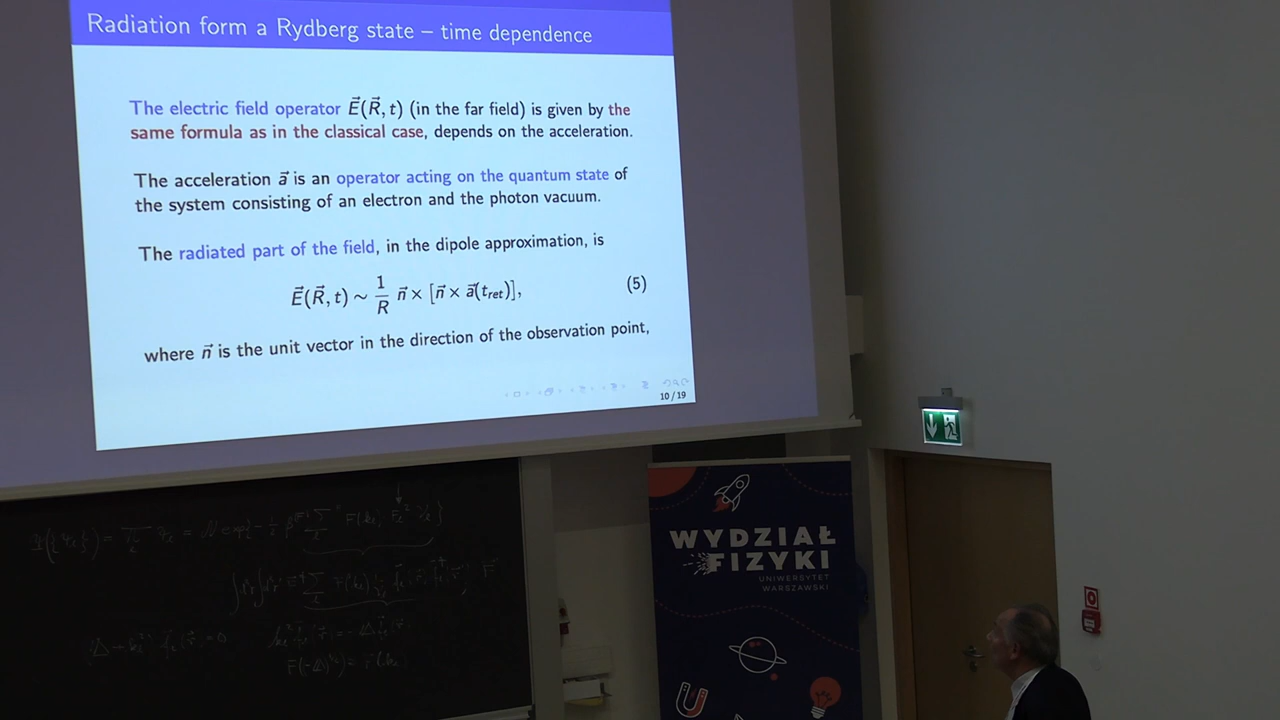 Radiation form a Rydberg state – time dependence
The electric field operator E⃗(R⃗, t) (in the far field) is given by the
same formula as in the classical case, depends on the acceleration.
The acceleration a⃗ is an operator acting on the quantum state of
the system consisting of an electron and the photon vacuum.
The radiated part of the field, in the dipole approximation, is
E⃗(R⃗, t) ∼ 1/R n⃗ × [n⃗ × a⃗(t_ret)], (5)
where n⃗ is the unit vector in the direction of the observation point,
10 / 19
WYDZIAŁ
FIZYKI
UNIWERSYTET
WARSZAWSKI